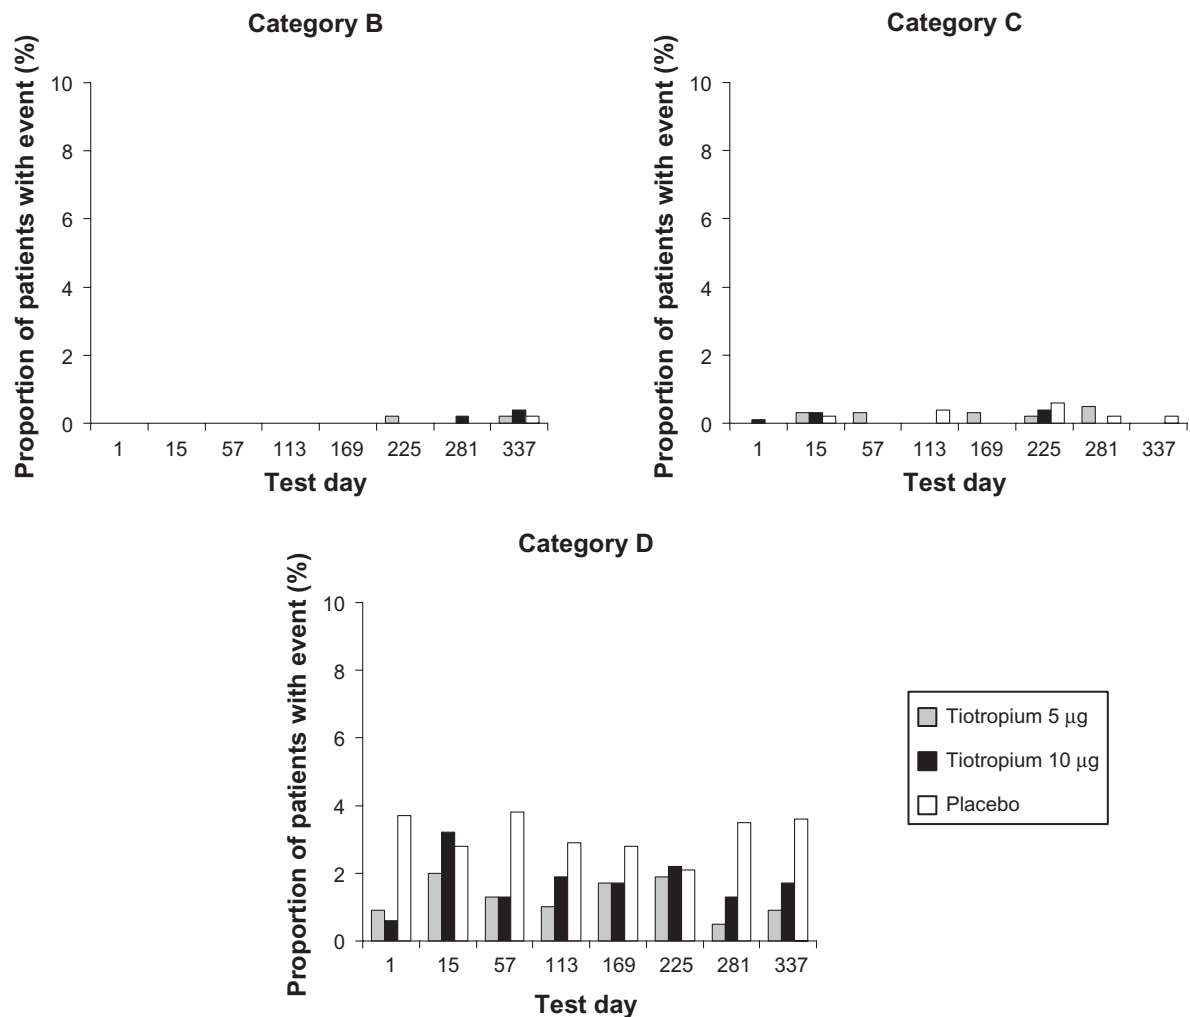 Category B
Proportion of patients with event (%)
10
8
6
4
2
0
1 15 57 113 169 225 281 337
Test day
Category C
Proportion of patients with event (%)
10
8
6
4
2
0
1 15 57 113 169 225 281 337
Test day
Category D
Proportion of patients with event (%)
10
8
6
4
2
0
1 15 57 113 169 225 281 337
Test day
Tiotropium 5 μg
Tiotropium 10 μg
Placebo